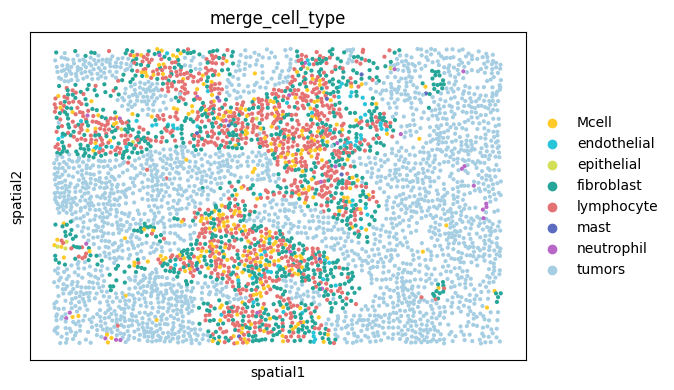 merge_cell_type
spatial2
spatial1
Mcell
endothelial
epithelial
fibroblast
lymphocyte
mast
neutrophil
tumors